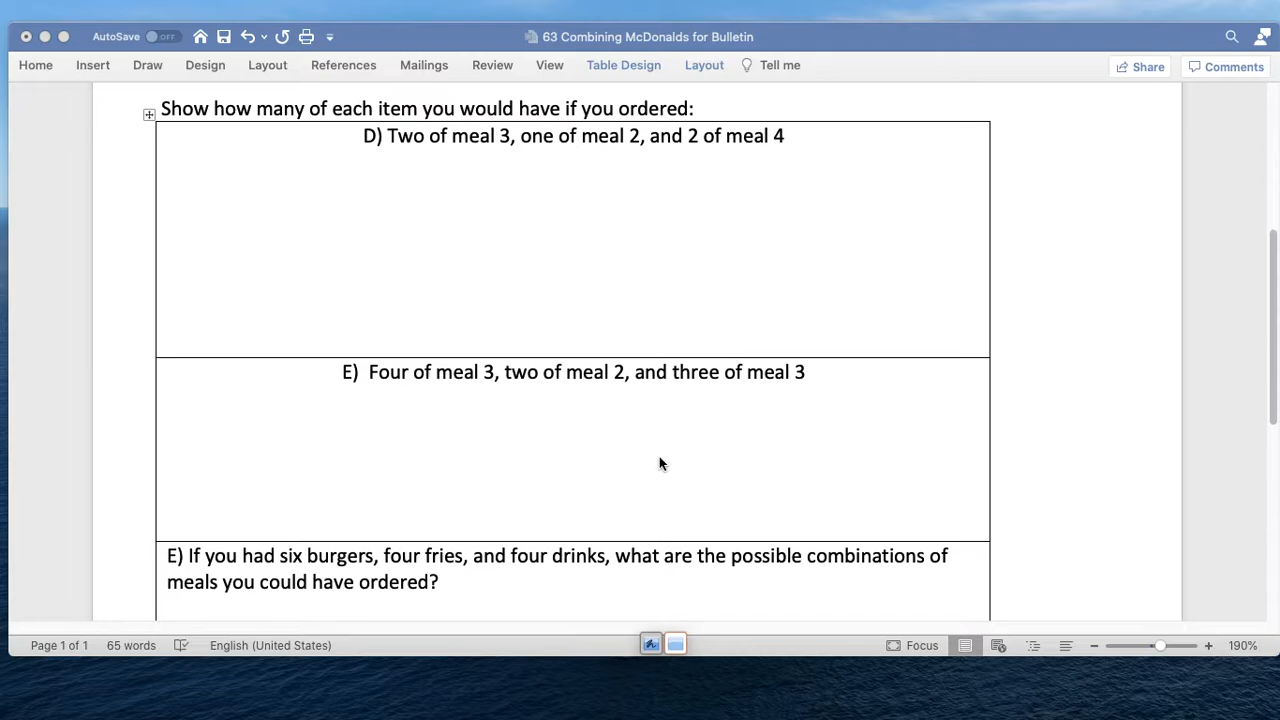 AutoSave OFF 63 Combining McDonalds for Bulletin
Home Insert Draw Design Layout References Mailings Review View Table Design Layout Tell me Share Comments
Show how many of each item you would have if you ordered:
D) Two of meal 3, one of meal 2, and 2 of meal 4
E) Four of meal 3, two of meal 2, and three of meal 3
E) If you had six burgers, four fries, and four drinks, what are the possible combinations of
meals you could have ordered?
Page 1 of 1 65 words English (United States) Focus 190%